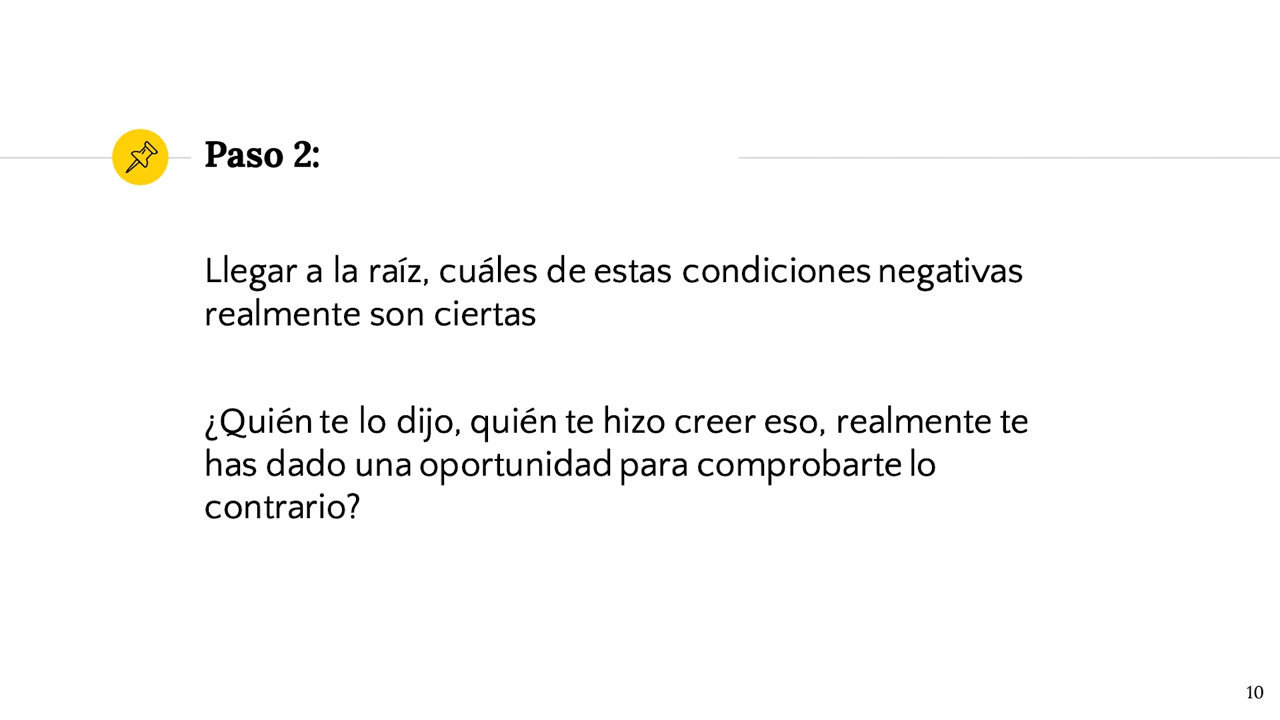 Paso 2:
Llegar a la raíz, cuáles de estas condiciones negativas
realmente son ciertas
¿Quién te lo dijo, quién te hizo creer eso, realmente te
has dado una oportunidad para comprobarte lo
contrario?
10